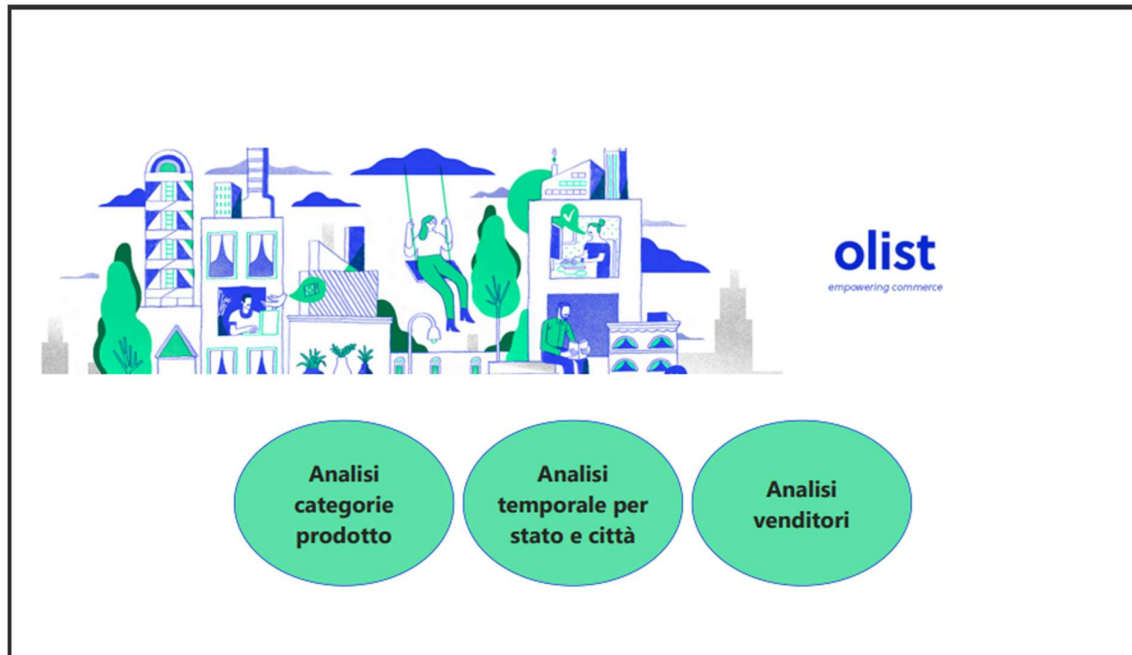 olist
empowering commerce
Analisi
categorie
prodotto
Analisi
temporale per
stato e città
Analisi
venditori